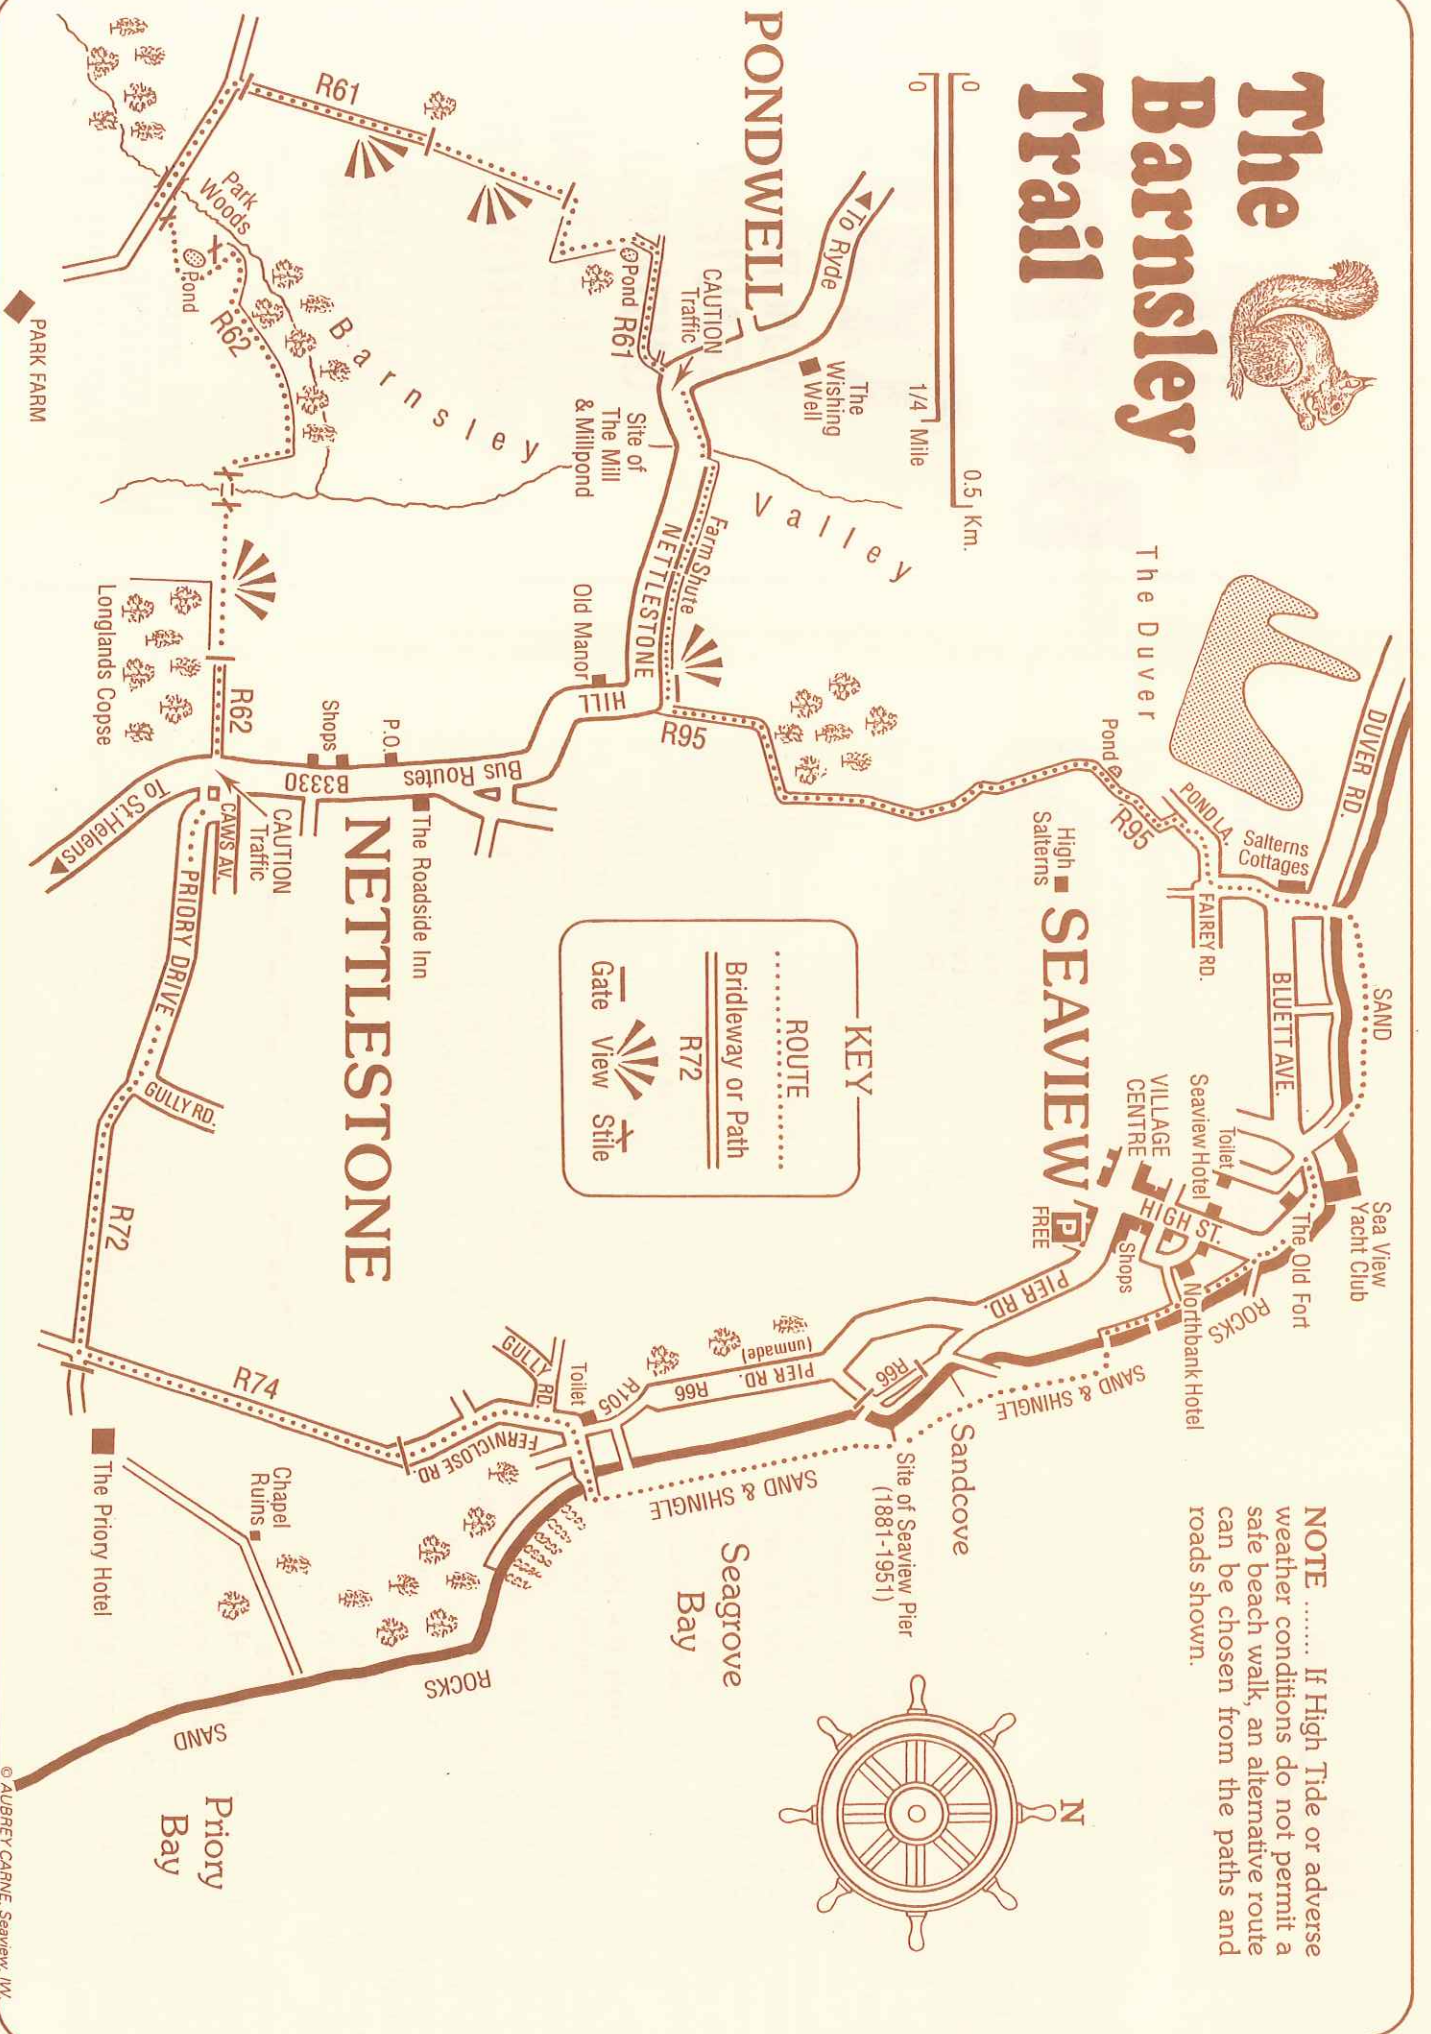 The
Barnsley
Trail
0
0
1/4 Mile
0.5 Km.
NOTE ....... If High Tide or adverse
weather conditions do not permit a
safe beach walk, an alternative route
can be chosen from the paths and
roads shown.
N
The Duver
DUVER RD.
SAND
Pond
POND LA.
R95
Salterns
Cottages
FAIREY RD.
BLUETT AVE.
High
Salterns
SEAVIEW
VILLAGE
CENTRE
Seaview Hotel
Toilet
HIGH ST.
Sea View
Yacht Club
The Old Fort
ROCKS
Northbank Hotel
Shops
P
FREE
PIER RD.
SAND & SHINGLE
Sandcove
Site of Seaview Pier
(1881-1951)
R66
(unmade)
PIER RD.
R66
R105
SAND & SHINGLE
Seagrove
Bay
PONDWELL
To Ryde
The
Wishing
Well
CAUTION
Traffic
Pond
R61
R61
Valley
Site of
The Mill
& Millpond
Farm Shute
NETTLESTONE
HILL
Old Manor
R95
KEY
ROUTE
Bridleway or Path
R72
Gate
View
Stile
Toilet
GULLY RD.
FERNICLOSE RD.
Barnsley
Park
Woods
Pond
R62
PARK FARM
Longlands Copse
R62
Shops
P.O.
Bus Routes
B3330
The Roadside Inn
NETTLESTONE
CAUTION
Traffic
CAWS AV.
To St. Helens
PRIORY DRIVE
GULLY RD.
R72
R74
The Priory Hotel
Chapel
Ruins
ROCKS
SAND
Priory
Bay
© AUBREY CARNE, Seaview, IW.